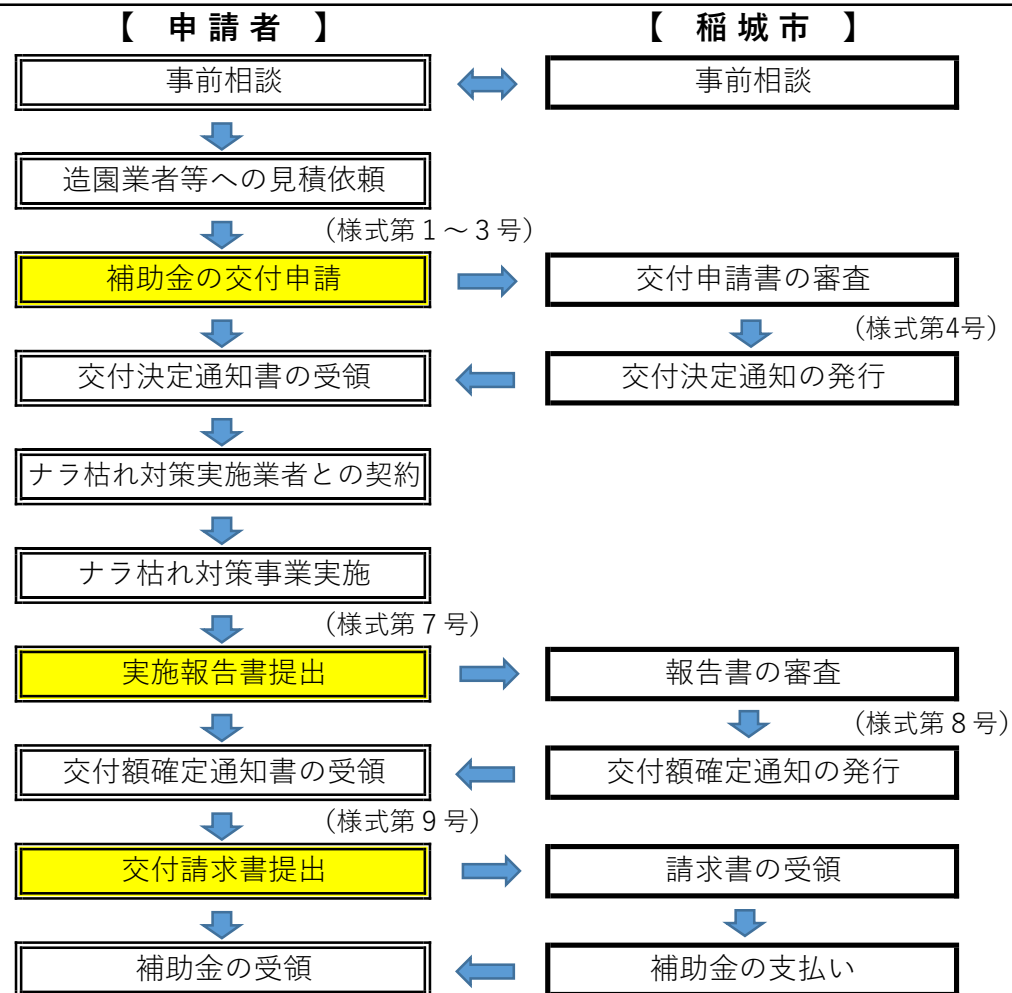 【 申請者 】 【 稲城市 】
事前相談 事前相談
造園業者等への見積依頼
（様式第１～３号）
補助金の交付申請 交付申請書の審査
（様式第4号）
交付決定通知書の受領 交付決定通知の発行
ナラ枯れ対策実施業者との契約
ナラ枯れ対策事業実施
（様式第７号）
実施報告書提出 報告書の審査
（様式第８号）
交付額確定通知書の受領 交付額確定通知の発行
（様式第９号）
交付請求書提出 請求書の受領
補助金の受領 補助金の支払い